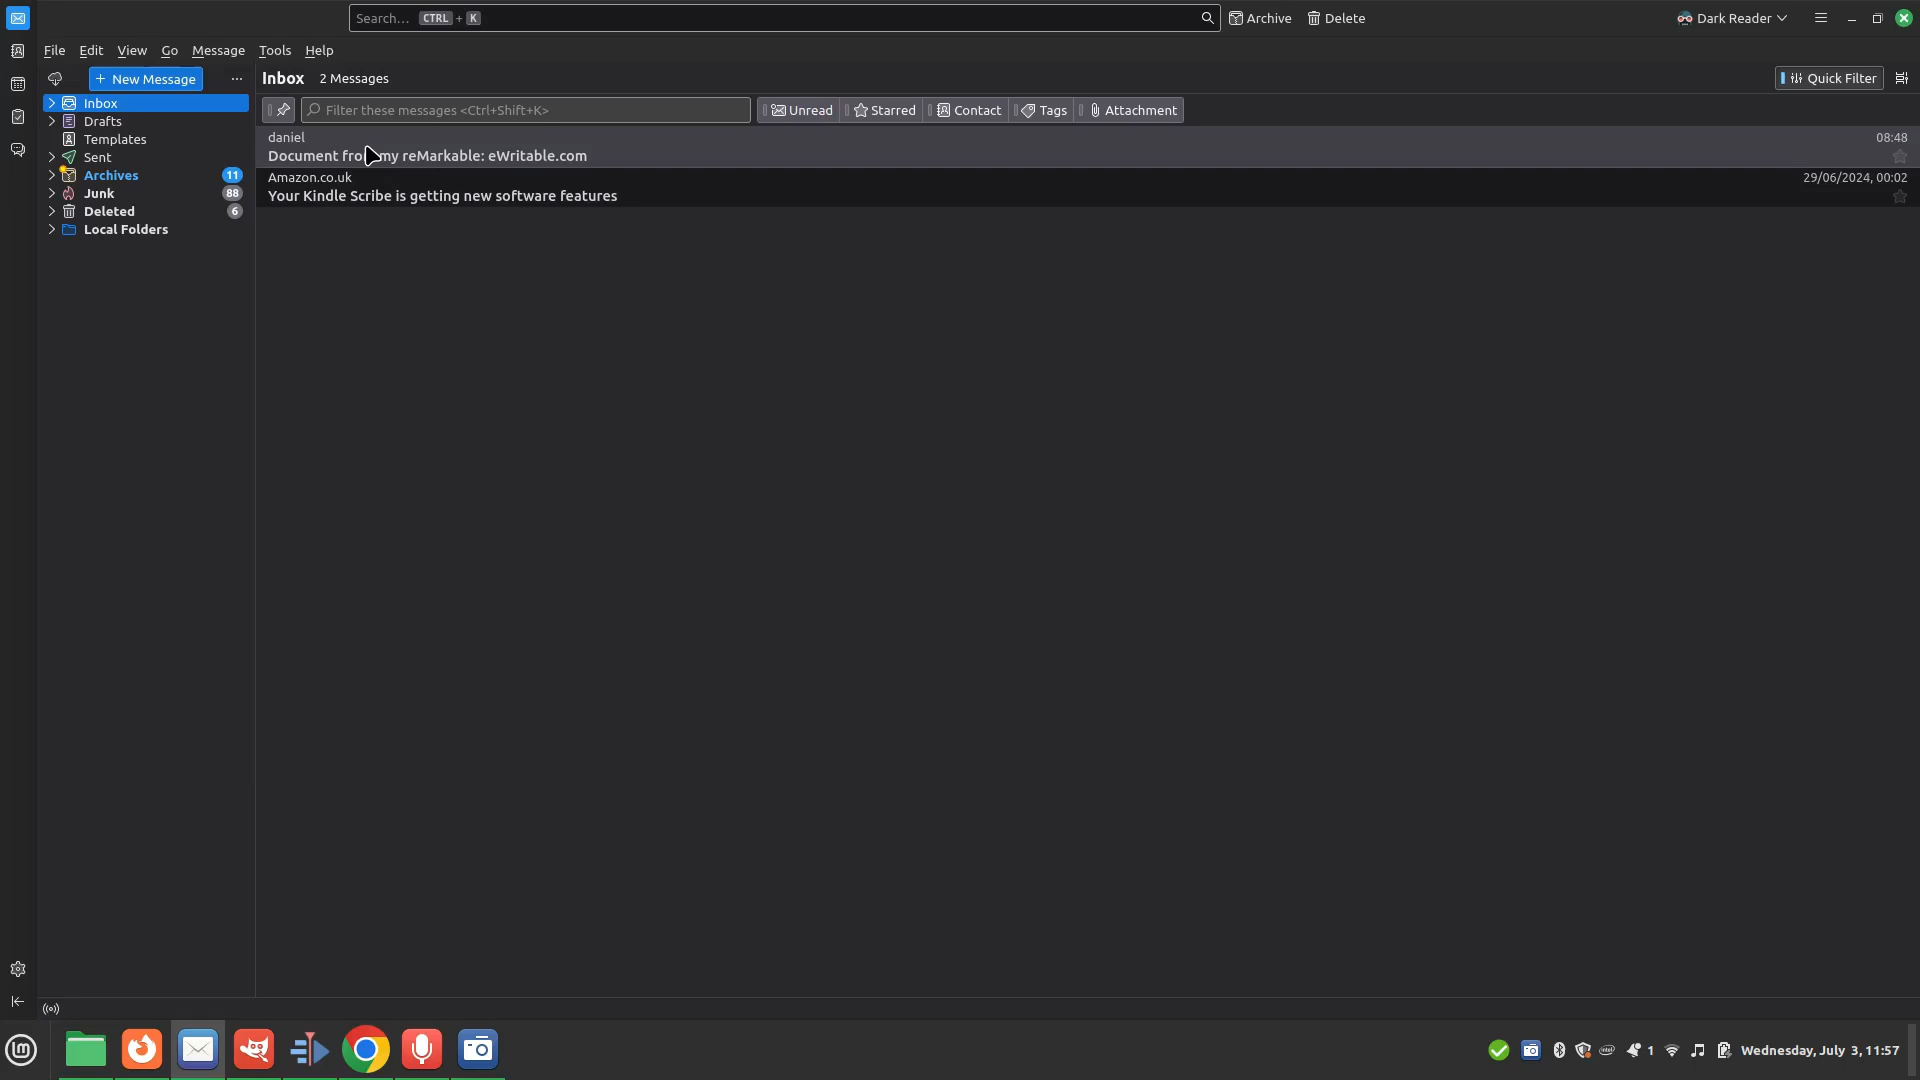 Search... CTRL + K Archive Delete Dark Reader
File Edit View Go Message Tools Help
+ New Message ...
Inbox
Drafts
Templates
Sent
Archives 11
Junk 88
Deleted 6
Local Folders
Inbox 2 Messages Quick Filter
Filter these messages <Ctrl+Shift+K> Unread Starred Contact Tags Attachment
daniel 08:48
Document from my reMarkable: eWritable.com
Amazon.co.uk 29/06/2024, 00:02
Your Kindle Scribe is getting new software features
1 Wednesday, July 3, 11:57